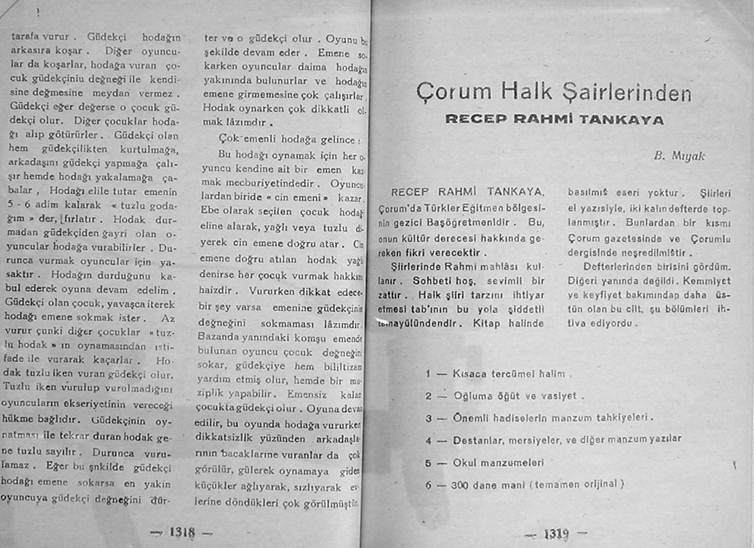 tarafa vurur . Güdekçi hodağın
arkasıra koşar . Diğer oyuncu-
lar da koşarlar, hodağa vuran ço-
cuk güdekçiniu değneği ile kendi-
sine değmesine meydan vermez .
Güdekçi eğer değerse o çocuk gü-
dekçi olur. Diğer çocuklar hoda-
ğı alıp götürürler. Güdekçi olan
hem güdekçilikten kurtulmağa,
arkadaşını güdekçi yapmağa çalı-
şır hemde hodağı yakalamağa ça-
balar , Hodağı elile tutar emenin
5 - 6 adim kalarak « tuzlu goda-
ğım » der, fırlatır . Hodak dur-
madan güdekçiden ğayri olan o-
yuncular hodağa vurabilirler . Du-
runca vurmak oyuncular için ya-
saktır . Hodağın durduğunu ka-
bul ederek oyuna devam edelim .
Güdekçi olan çocuk, yavaşca iterek
hodağı emene sokmak ister . Az
vurur çunki diğer çocuklar « tuz-
lu hodak » ın oynamasından isti-
fade ile vurarak kaçarlar . Ho-
dak tuzlu iken vuran güdekçi olur.
Tuzlu iken vurulup vurulmadığını
oyuncuların ekseriyetinin vereceği
hükme bağlıdır. Güdekçinin oy-
natması ile tekrar duran hodak ge-
ne tuzlu sayılır . Durunca vuru-
lamaz . Eğer bu şnkilde güdekçi
hodağı emene sokarsa en yakin
oyuncuya güdekçi değneğini dür-
— 1318 —
ter ve o güdekçi olur . Oyunu bu
şekilde devam eder . Emene so-
karken oyuncular daima hodağın
yakınında bulunurlar ve hodağın
emene girmemesine çok çalışırlar.
Hodak oynarken çok dikkatli ol-
mak lâzımdır .
Çok emenli hodağa gelince :
Bu hodağı oynamak için her o-
yuncu kendine ait bir emen kaz
mak mecburiyetindedir . Oyuncu-
lardan biride « cin emeni » kazar.
Ebe olarak seçilen çocuk hodağı
eline alarak, yağlı veya tuzlu di-
yerek cin emene doğru atar . Cin
emene doğru atılan hodak yağlı
denirse her çocuk vurmak hakkını
haizdir . Vururken dikkat edece-
bir şey varsa emenine güdekçinin
değneğini sokmaması lâzımdır.
Bazanda yanındaki komşu emende
bulunan oyuncu çocuk değneğin
sokar, güdekçiye hem bililtizam
yardım etmiş olur, hemde bir mu-
ziplik yapabilir . Emensiz kalan
çocukta güdekçi olur . Oyuna devam
edilir, bu oyunda hodağa vururken
dikkatsizlik yüzünden arkadaşla-
rının bacaklarıne vuranlar da çok
görülür, gülerek oynamaya giden
küçükler ağlıyarak, sızlıyarak ev-
lerine döndükleri çok görülmüştür.
Çorum Halk Şairlerinden
RECEP RAHMİ TANKAYA
B. Mıyak
RECEP RAHMİ TANKAYA,
Çorum'da Türkler Eğitmen bölgesi-
nin gezici Başöğretmenidir . Bu,
onun kültür derecesi hakkında ge-
reken fikri verecektir .
Şiirlerinde Rahmi mahlâsı kul
lanır . Sohbeti hoş, sevimli bir
zattır . Halk şiiri tarzını ihtiyar
etmesi tab'ının bu yola şiddetli
temayülündendir . Kitap halinde
basılmış eseri yoktur . Şiirleri
el yazısiyle, iki kalın defterde top-
lanmıştır . Bunlardan bir kısmı
Çorum gazetesinde ve Çorumlu
dergisinde neşredilmiştir .
Defterlerinden birisini gördüm.
Diğeri yanında değildi . Kemmiyet
ve keyfiyet bakımından daha üs-
tün olan bu cilt, şu bölümleri ih-
tiva ediyordu .
1 — Kısaca tercümei halim .
2 — Oğluma öğüt ve vasiyet .
3 — Önemli hadiselerin manzum tahkiyeleri .
4 — Destanlar, mersiyeler, ve diğer manzum yazılar
5 — Okul manzumeleri
6 — 300 dane mani ( temamen orijinal )
— 1319 —